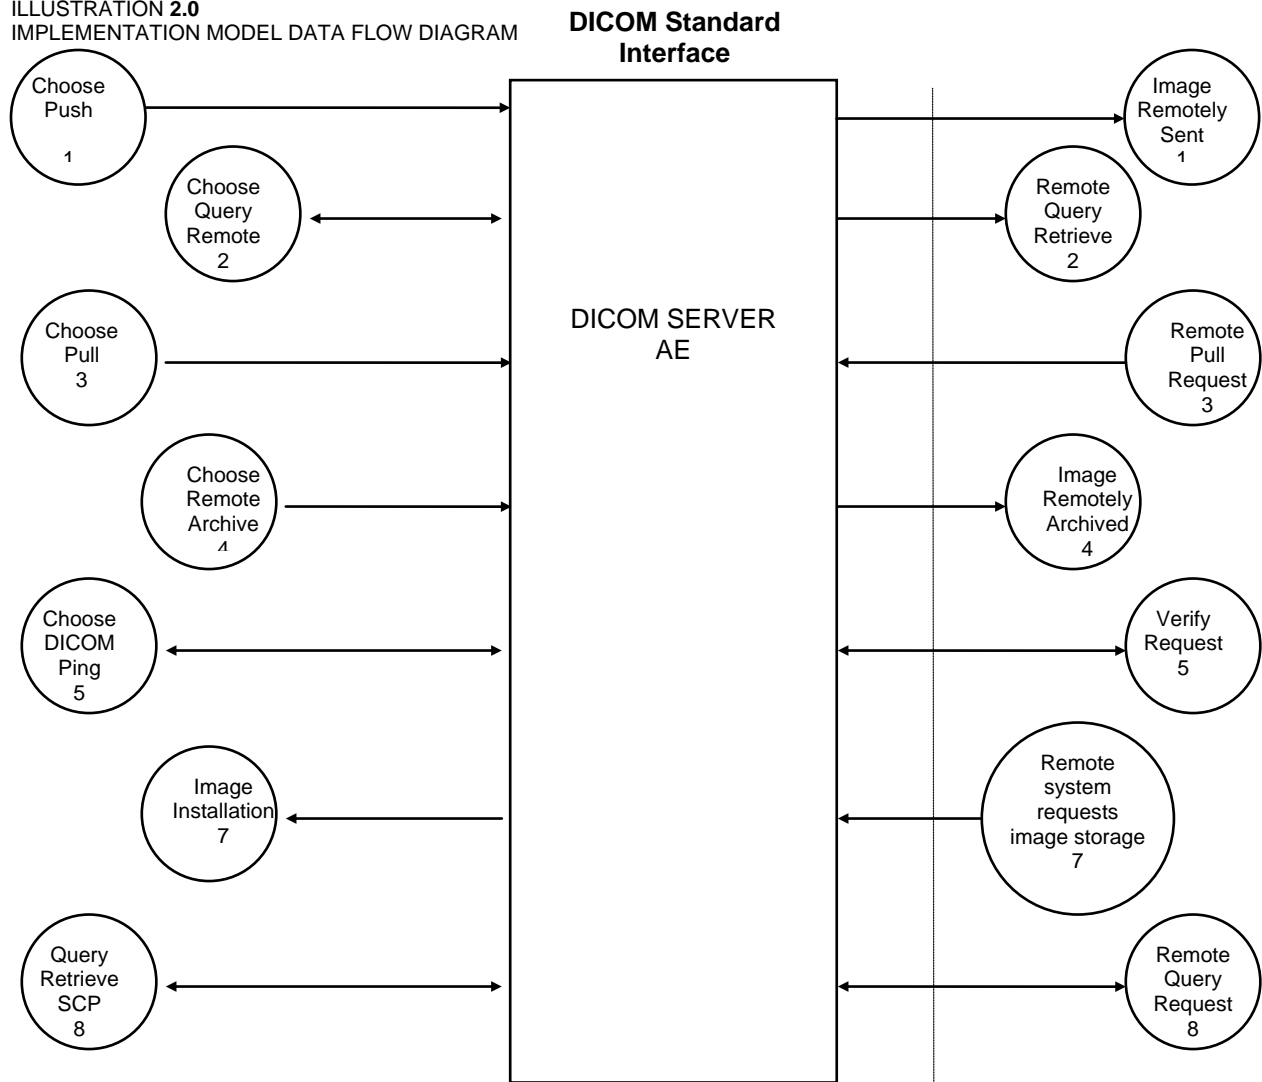 ILLUSTRATION 2.0
IMPLEMENTATION MODEL DATA FLOW DIAGRAM
DICOM Standard
Interface
Choose
Push
1
Image
Remotely
Sent
1
Choose
Query
Remote
2
Remote
Query
Retrieve
2
DICOM SERVER
AE
Choose
Pull
3
Remote
Pull
Request
3
Choose
Remote
Archive
4
Image
Remotely
Archived
4
Choose
DICOM
Ping
5
Verify
Request
5
Image
Installation
7
Remote
system
requests
image storage
7
Query
Retrieve
SCP
8
Remote
Query
Request
8